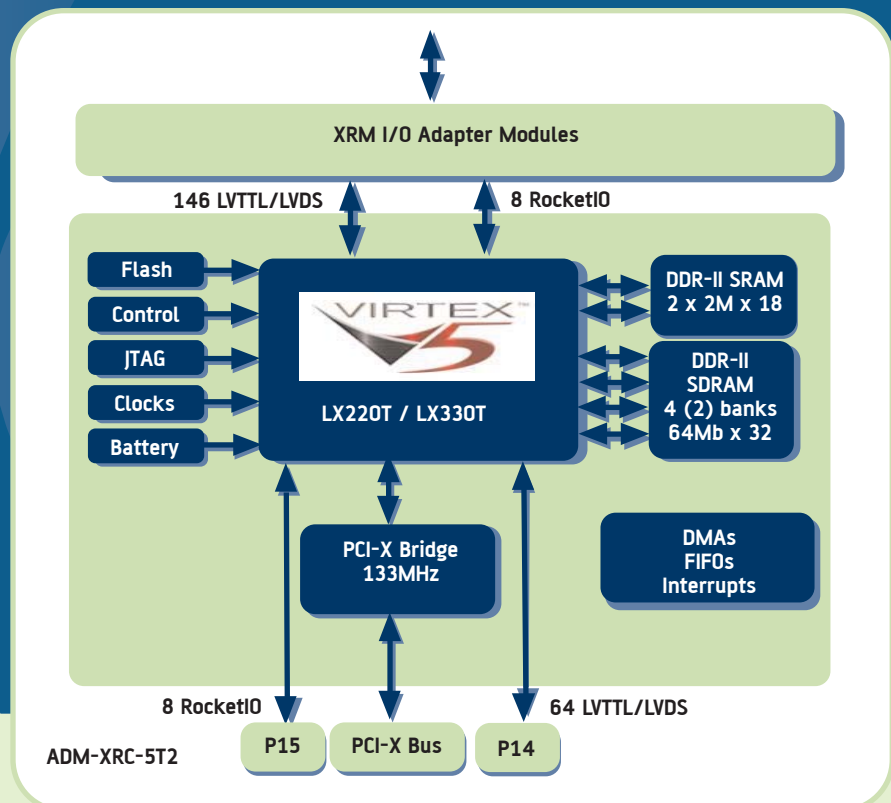 XRM I/O Adapter Modules
146 LVTTL/LVDS
8 RocketIO
Flash
Control
JTAG
Clocks
Battery
VIRTEX™
5
LX220T / LX330T
DDR-II SRAM
2 x 2M x 18
DDR-II
SDRAM
4 (2) banks
64Mb x 32
PCI-X Bridge
133MHz
DMAs
FIFOs
Interrupts
8 RocketIO
64 LVTTL/LVDS
P15
PCI-X Bus
P14
ADM-XRC-5T2